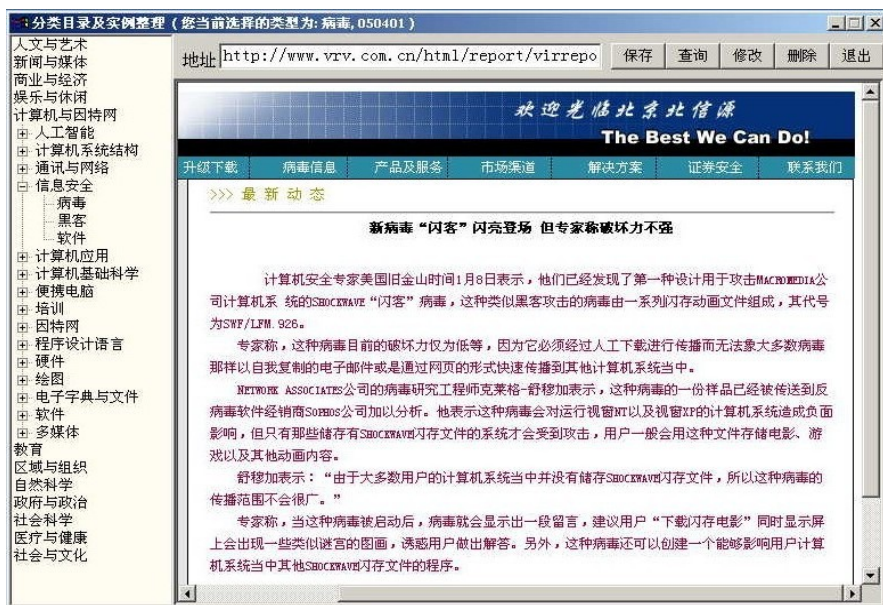 分类目录及实例整理 ( 您当前选择的类型为: 病毒, 050401 )
人文与艺术
新闻与媒体
商业与经济
娱乐与休闲
计算机与因特网
人工智能
计算机系统结构
通讯与网络
信息安全
病毒
黑客
软件
计算机应用
计算机基础科学
便携电脑
培训
因特网
程序设计语言
硬件
绘图
电子字典与文件
软件
多媒体
教育
区域与组织
自然科学
政府与政治
社会科学
医疗与健康
社会与文化
地址 http://www.vrv.com.cn/html/report/virrepo 保存 查询 修改 删除 退出
欢迎光临北京北信源
The Best We Can Do!
升级下载 病毒信息 产品及服务 市场渠道 解决方案 证券安全 联系我们
>>> 最新动态
新病毒“闪客”闪亮登场 但专家称破坏力不强
计算机安全专家美国旧金山时间1月8日表示，他们已经发现了第一种设计用于攻击MACROMEDIA公
司计算机系 统的SHOCKWAVE“闪客”病毒，这种类似黑客攻击的病毒由一系列闪存动画文件组成，其代号
为SWF/LFM.926。
专家称，这种病毒目前的破坏力仅为低等，因为它必须经过人工下载进行传播而无法象大多数病毒
那样以自我复制的电子邮件或是通过网页的形式快速传播到其他计算机系统当中。
NETWORK ASSOCIATES公司的病毒研究工程师克莱格-舒穆加表示，这种病毒的一份样品已经被传送到反
病毒软件经销商SOPHOS公司加以分析。他表示这种病毒会对运行视窗NT以及视窗XP的计算机系统造成负面
影响，但只有那些储存有SHOCKWAVE闪存文件的系统才会受到攻击，用户一般会用这种文件存储电影、游
戏以及其他动画内容。
舒穆加表示：“由于大多数用户的计算机系统当中并没有储存SHOCKWAVE闪存文件，所以这种病毒的
传播范围不会很广。”
专家称，当这种病毒被启动后，病毒就会显示出一段留言，建议用户“下载闪存电影”同时显示屏
上会出现一些类似谜宫的图画，诱惑用户做出解答。另外，这种病毒还可以创建一个能够影响用户计算
机系统当中其他SHOCKWAVE闪存文件的程序。